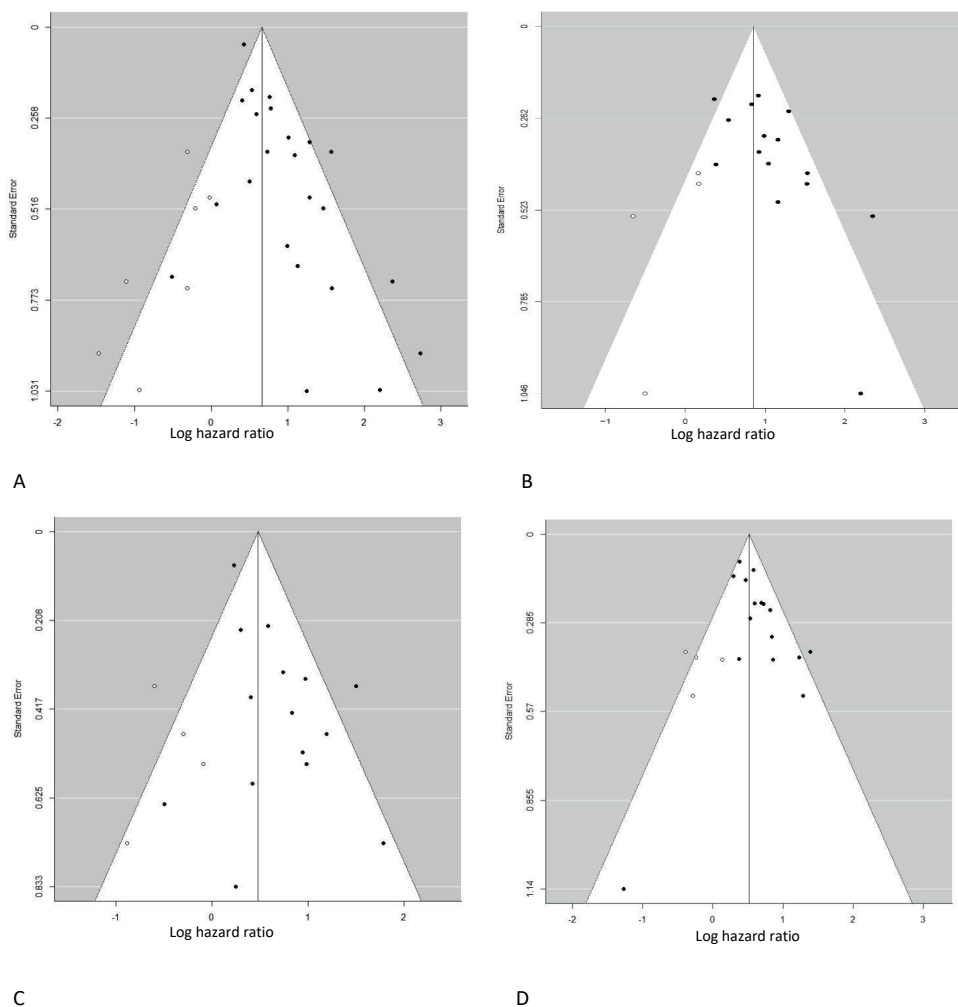 0
0.258
0.516
0.773
1.031
Standard Error
-2 -1 0 1 2 3
Log hazard ratio
A
0
0.262
0.523
0.785
1.046
Standard Error
-1 0 1 2 3
Log hazard ratio
B
0
0.208
0.417
0.625
0.833
Standard Error
-1 0 1 2
Log hazard ratio
C
0
0.285
0.57
0.855
1.14
Standard Error
-2 -1 0 1 2 3
Log hazard ratio
D